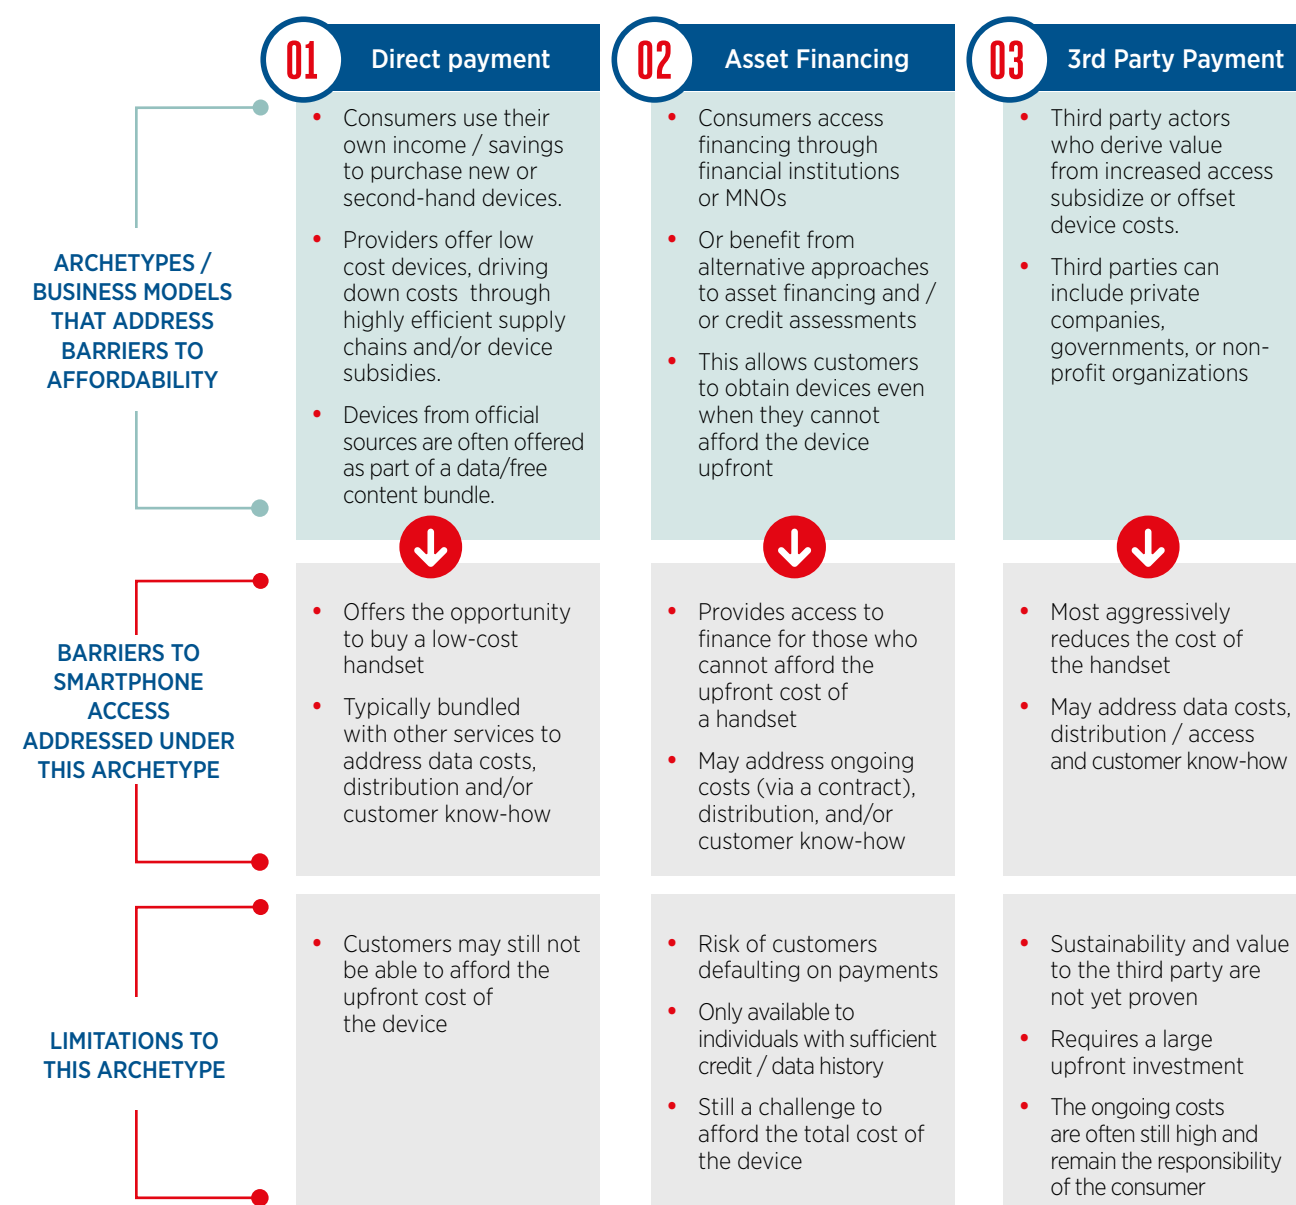 01
Direct payment
02
Asset Financing
03
3rd Party Payment
ARCHETYPES /
BUSINESS MODELS
THAT ADDRESS
BARRIERS TO
AFFORDABILITY
• Consumers use their
own income / savings
to purchase new or
second-hand devices.
• Providers offer low
cost devices, driving
down costs through
highly efficient supply
chains and/or device
subsidies.
• Devices from official
sources are often offered
as part of a data/free
content bundle.
• Consumers access
financing through
financial institutions
or MNOs
• Or benefit from
alternative approaches
to asset financing and /
or credit assessments
• This allows customers
to obtain devices even
when they cannot
afford the device
upfront
• Third party actors
who derive value
from increased access
subsidize or offset
device costs.
• Third parties can
include private
companies,
governments, or non-
profit organizations
BARRIERS TO
SMARTPHONE
ACCESS
ADDRESSED UNDER
THIS ARCHETYPE
• Offers the opportunity
to buy a low-cost
handset
• Typically bundled
with other services to
address data costs,
distribution and/or
customer know-how
• Provides access to
finance for those who
cannot afford the
upfront cost of
a handset
• May address ongoing
costs (via a contract),
distribution, and/or
customer know-how
• Most aggressively
reduces the cost of
the handset
• May address data costs,
distribution / access
and customer know-how
LIMITATIONS TO
THIS ARCHETYPE
• Customers may still not
be able to afford the
upfront cost of
the device
• Risk of customers
defaulting on payments
• Only available to
individuals with sufficient
credit / data history
• Still a challenge to
afford the total cost of
the device
• Sustainability and value
to the third party are
not yet proven
• Requires a large
upfront investment
• The ongoing costs
are often still high and
remain the responsibility
of the consumer